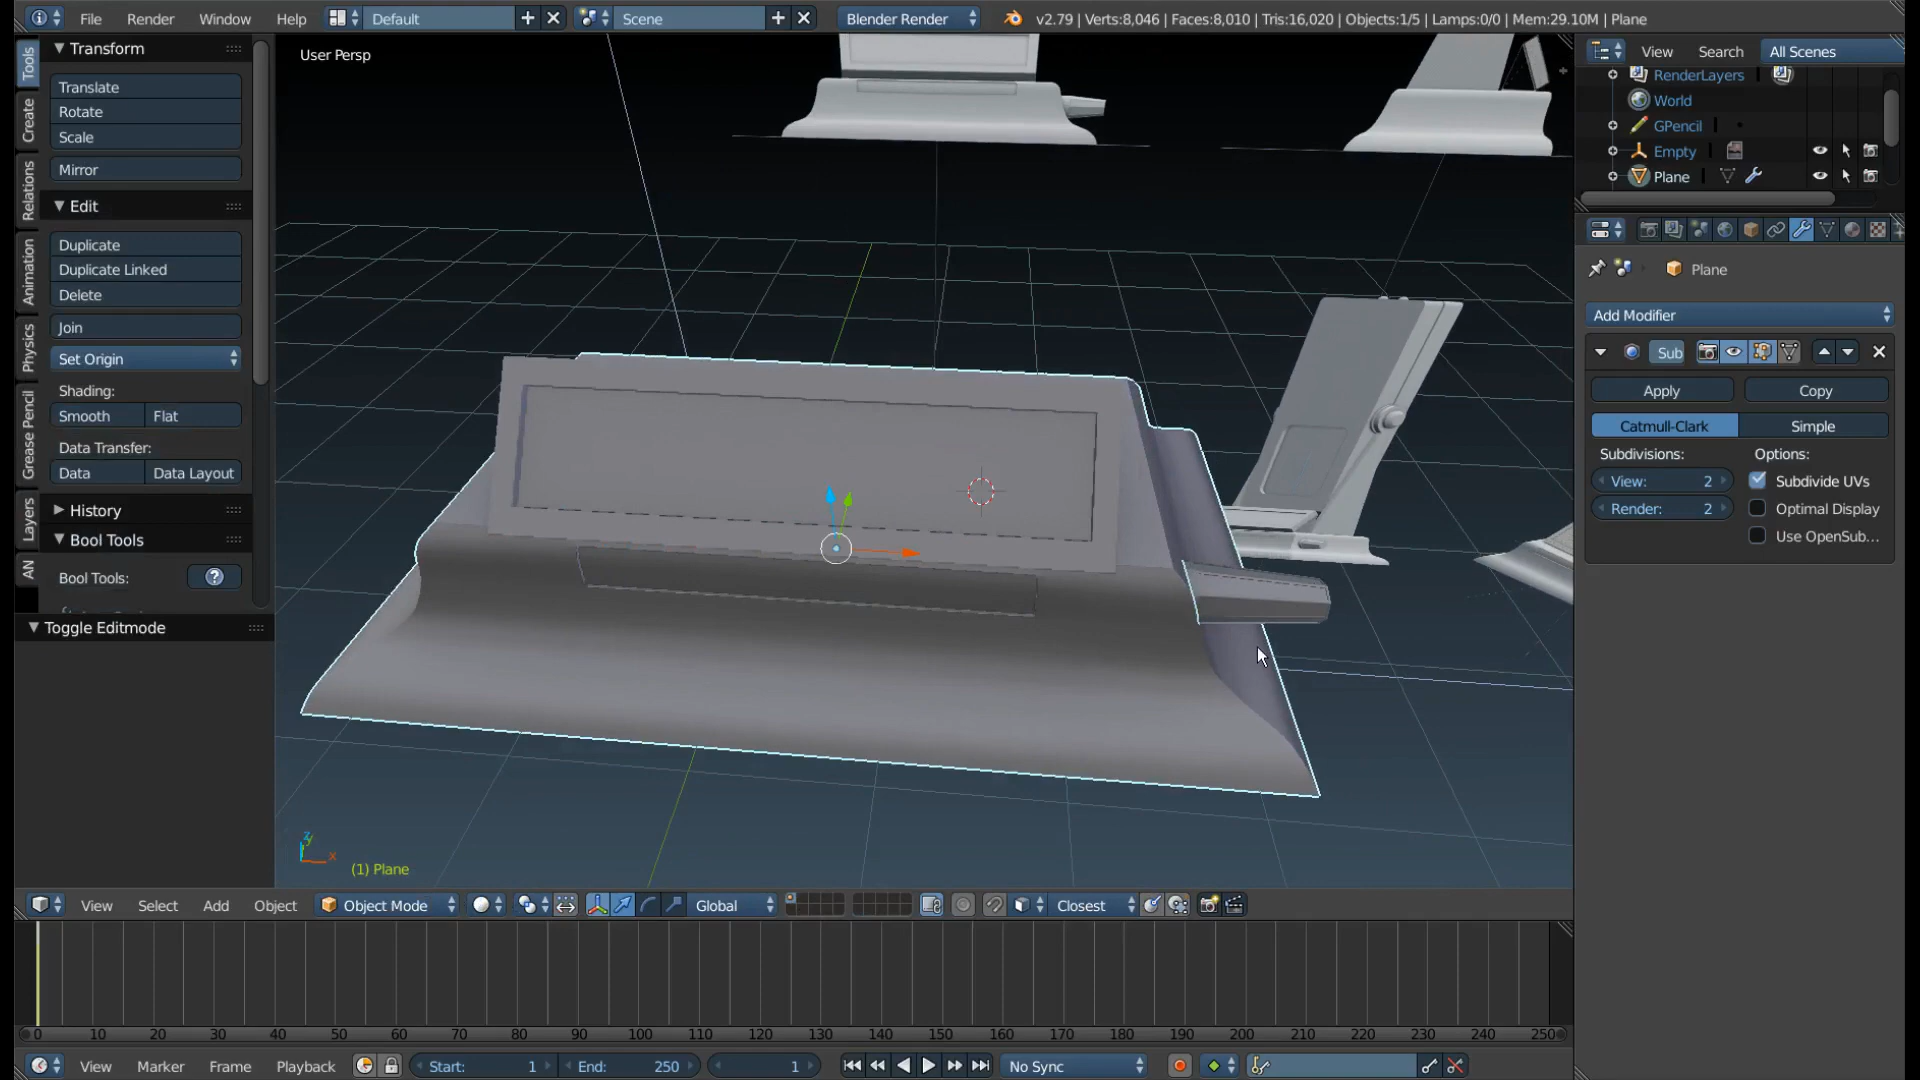 File Render Window Help Default Scene Blender Render v2.79 | Verts:8,046 | Faces:8,010 | Tris:16,020 | Objects:1/5 | Lamps:0/0 | Mem:29.10M | Plane
Tools
Create
Relations
Animation
Physics
Grease Pencil
Layers
AN
Transform
Translate
Rotate
Scale
Mirror
Edit
Duplicate
Duplicate Linked
Delete
Join
Set Origin
Shading:
Smooth Flat
Data Transfer:
Data Data Layout
History
Bool Tools
Bool Tools: ?
Toggle Editmode
User Persp
z
y
x
(1) Plane
View Search All Scenes
RenderLayers
World
GPencil
Empty
Plane
Plane
Add Modifier
Sub
Apply Copy
Catmull-Clark Simple
Subdivisions: Options:
View: 2 Subdivide UVs
Render: 2 Optimal Display
Use OpenSub...
View Select Add Object Object Mode Global Closest
0 10 20 30 40 50 60 70 80 90 100 110 120 130 140 150 160 170 180 190 200 210 220 230 240 250
View Marker Frame Playback Start: 1 End: 250 1 No Sync